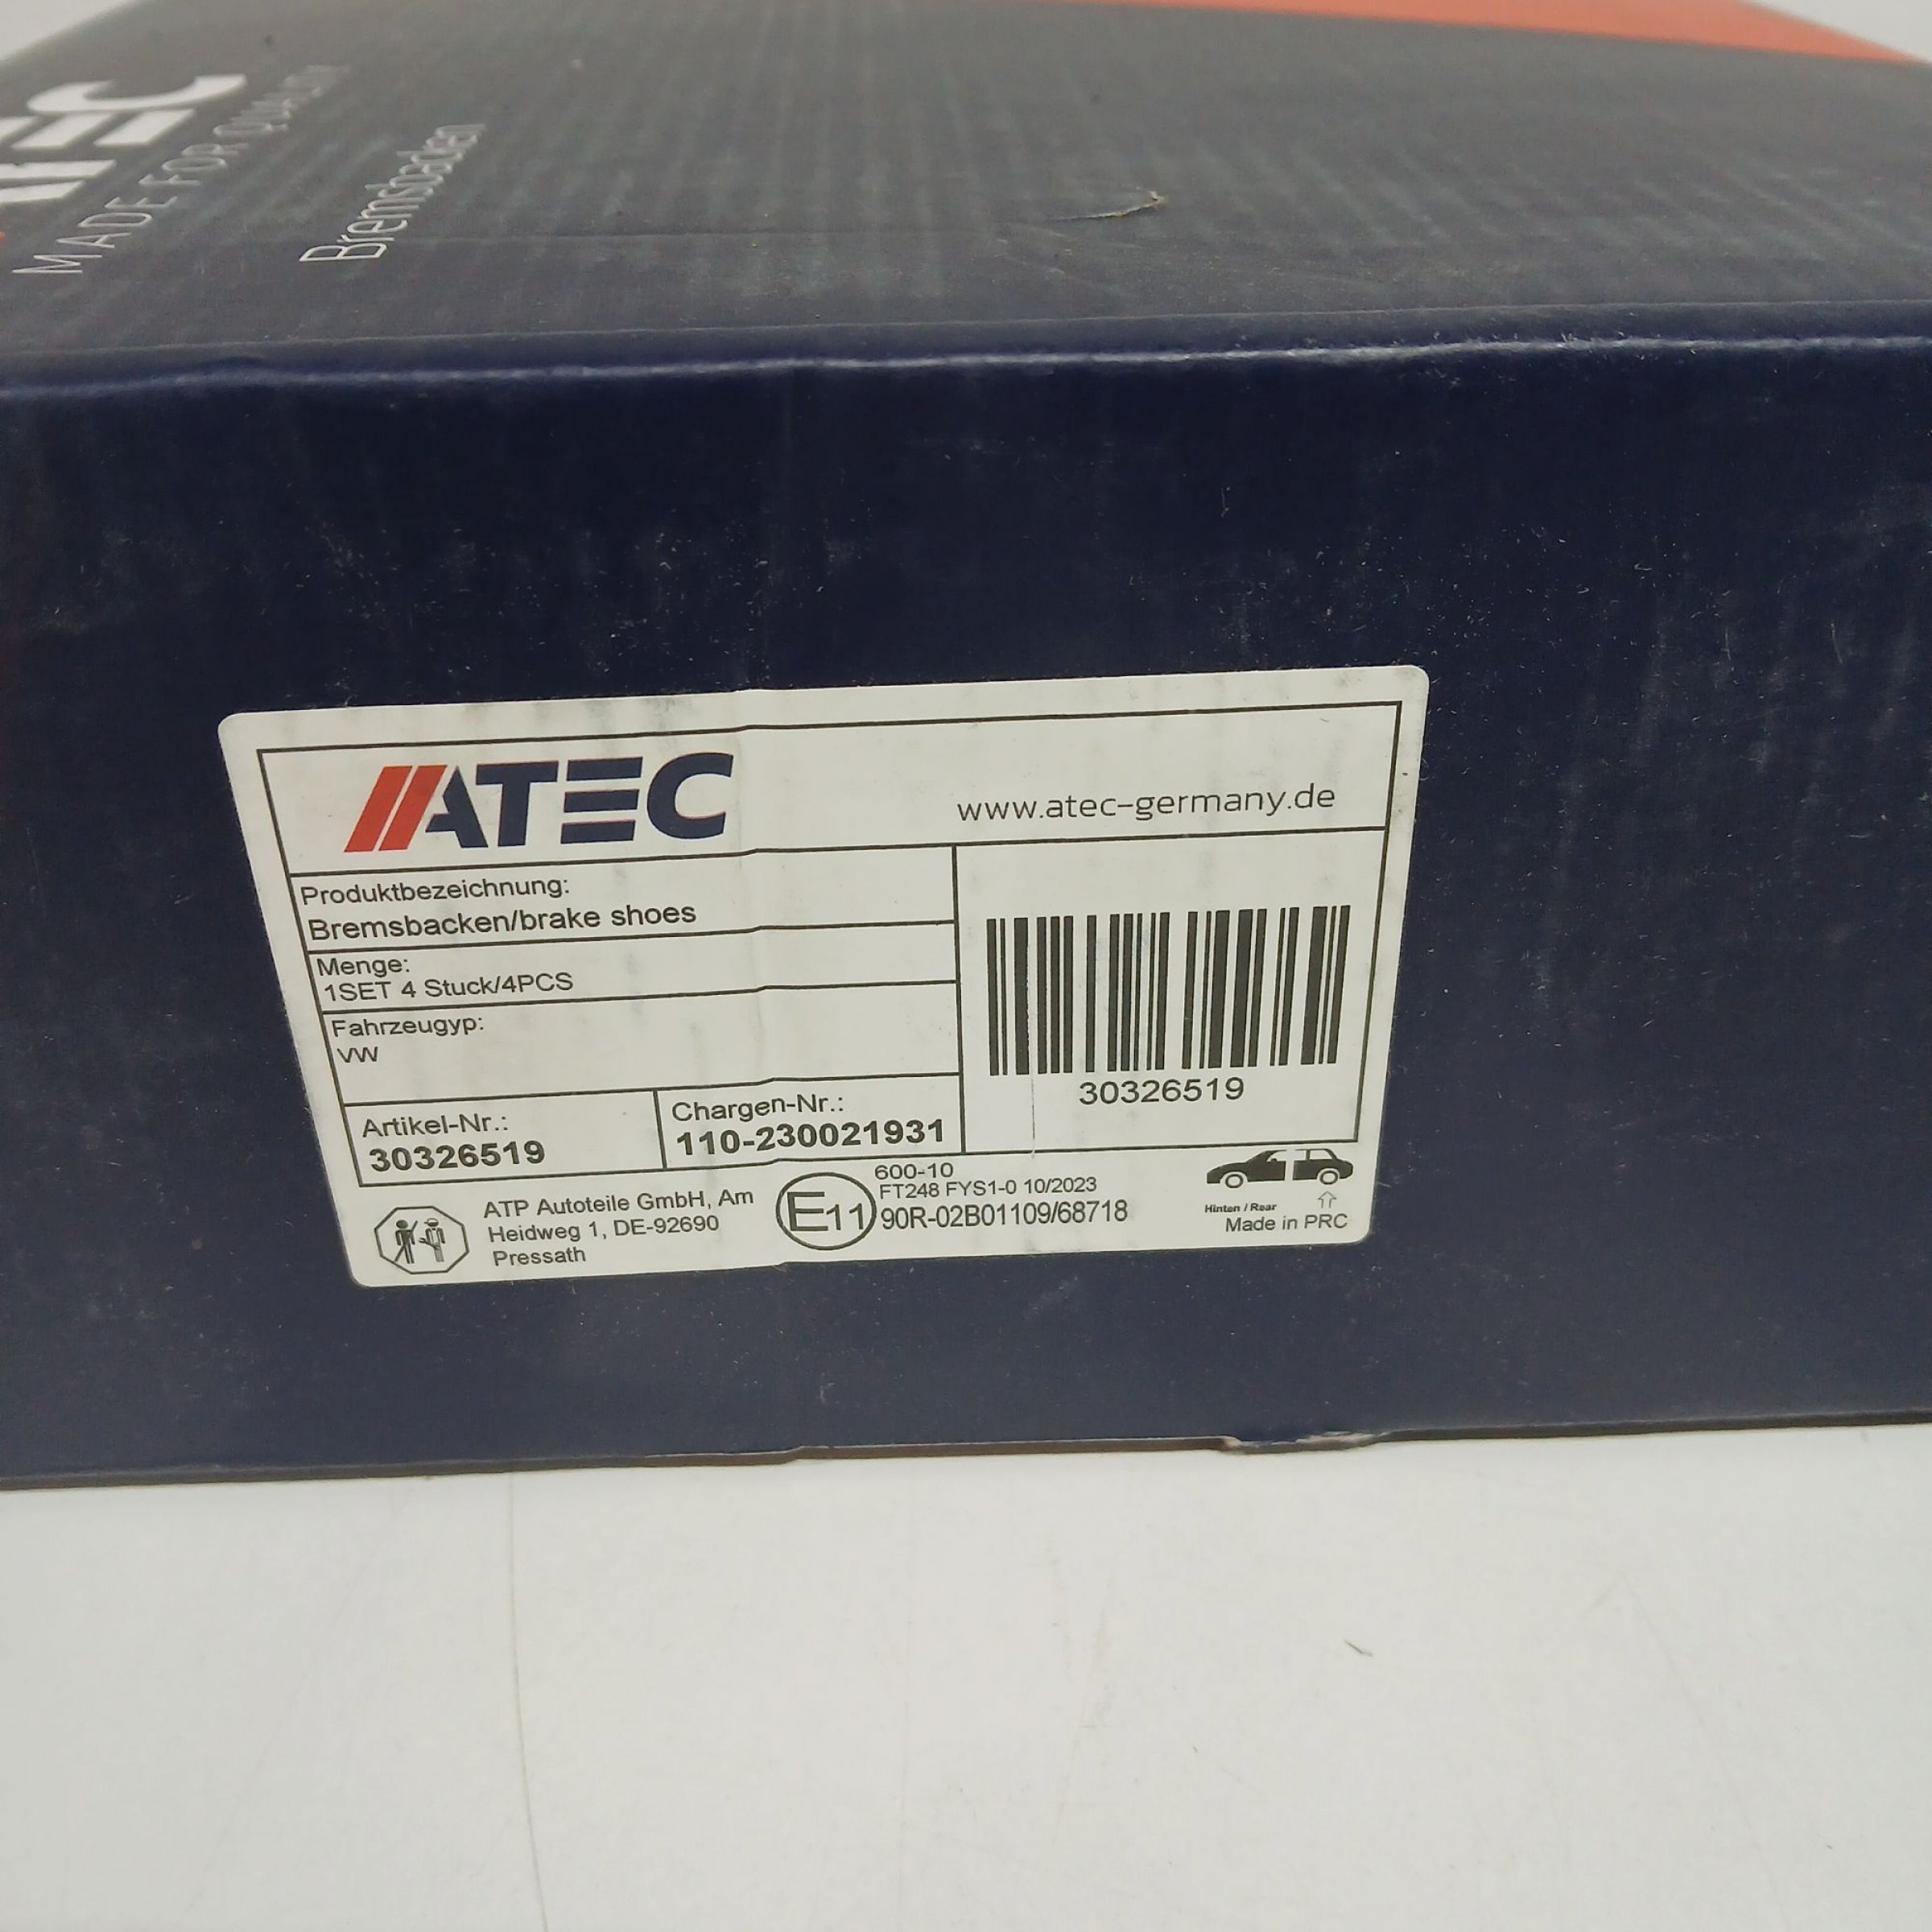 ATEC
MADE FOR QUALITY
Bremsbacken
ATEC
www.atec-germany.de
Produktbezeichnung:
Bremsbacken/brake shoes
Menge:
1SET 4 Stuck/4PCS
Fahrzeugyp:
VW
Artikel-Nr.:
30326519
Chargen-Nr.:
110-230021931
30326519
ATP Autoteile GmbH, Am
Heidweg 1, DE-92690
Pressath
E11
600-10
FT248 FYS1-0 10/2023
90R-02B01109/68718
Hinten / Rear
Made in PRC